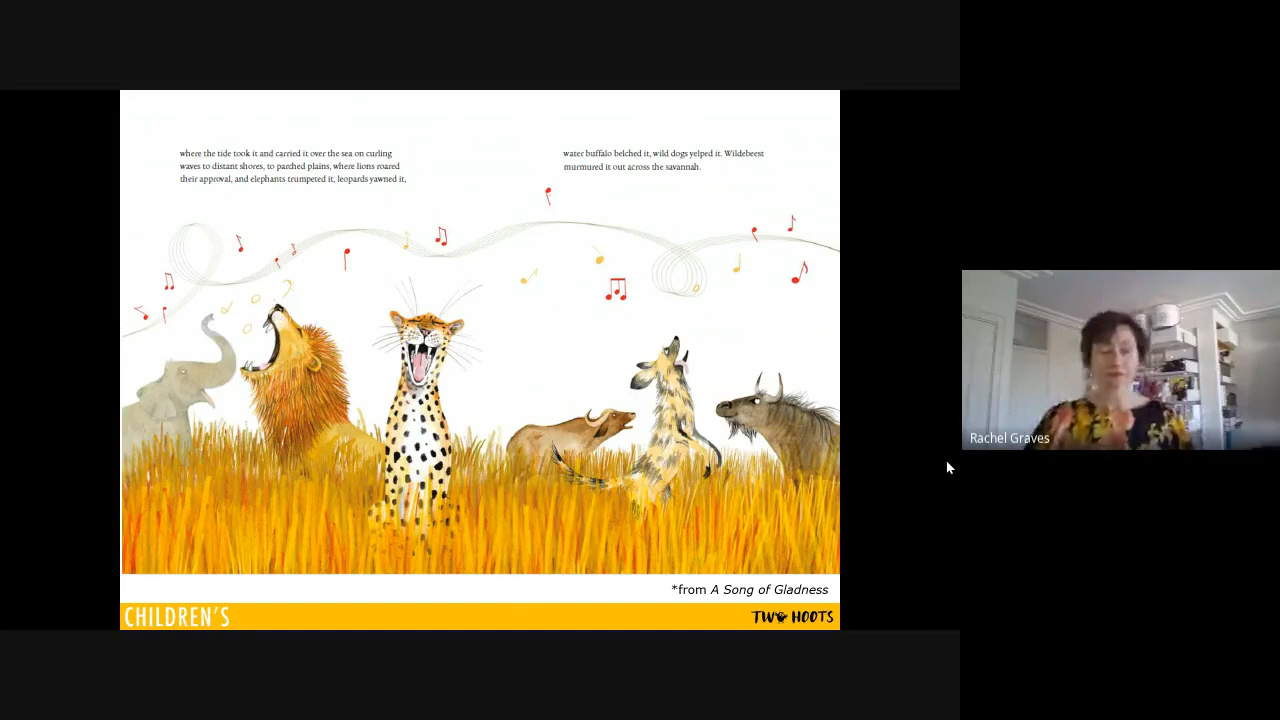 where the tide took it and carried it over the sea on curling
waves to distant shores, to parched plains, where lions roared
their approval, and elephants trumpeted it, leopards yawned it,
water buffalo belched it, wild dogs yelped it. Wildebeest
murmured it out across the savannah.
Rachel Graves
*from A Song of Gladness
CHILDREN'S
TWO HOOTS